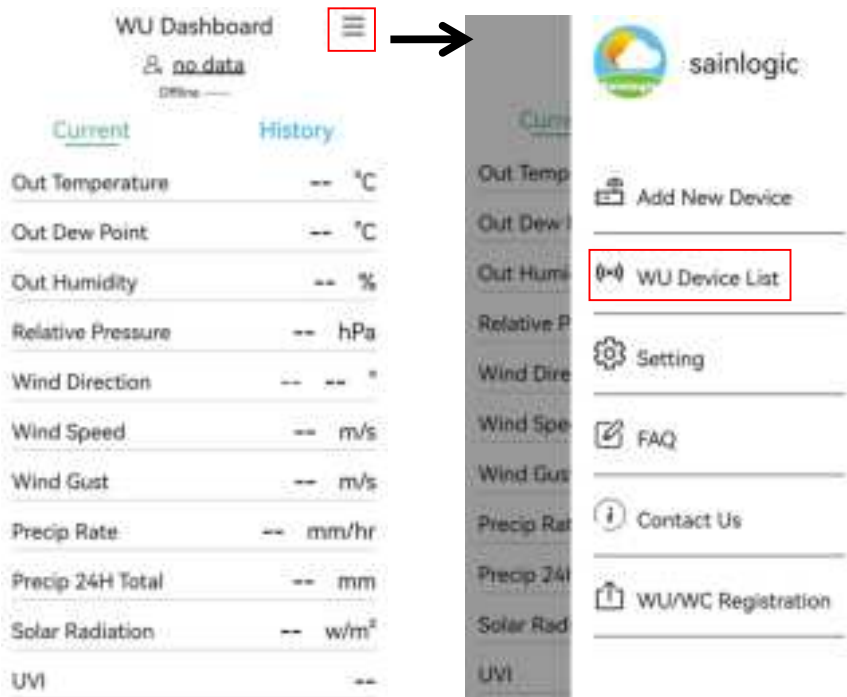 WU Dashboard
no data
Offline ----
Current History
Out Temperature -- °C
Out Dew Point -- °C
Out Humidity -- %
Relative Pressure -- hPa
Wind Direction -- -- °
Wind Speed -- m/s
Wind Gust -- m/s
Precip Rate -- mm/hr
Precip 24H Total -- mm
Solar Radiation -- w/m²
UVI --
Curre
Out Temp
Out Dew
Out Humi
Relative P
Wind Dire
Wind Spe
Wind Gus
Precip Rat
Precip 24H
Solar Rad
UVI
sainlogic
Add New Device
WU Device List
Setting
FAQ
Contact Us
WU/WC Registration